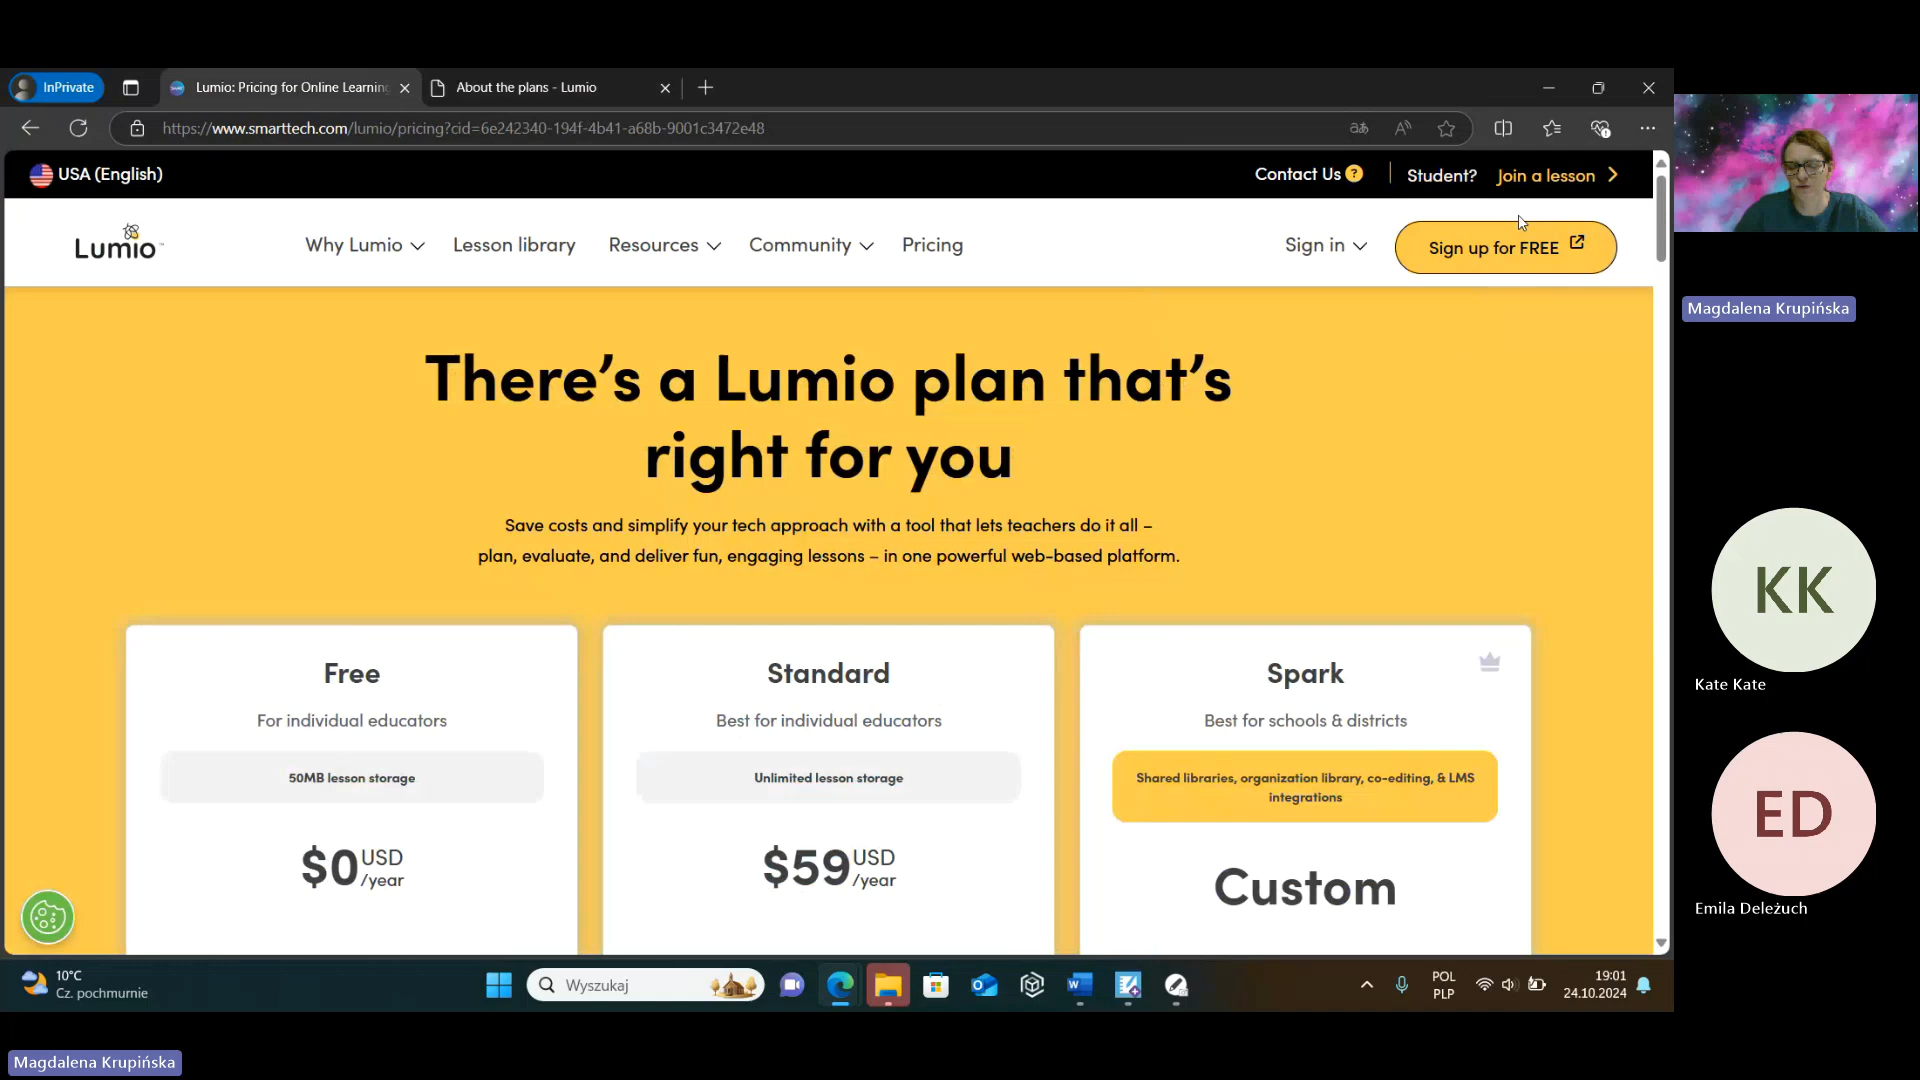 InPrivate
Lumio: Pricing for Online Learning
About the plans - Lumio
https://www.smarttech.com/lumio/pricing?cid=6e242340-194f-4b41-a68b-9001c3472e48
USA (English)
Contact Us ?
Student? Join a lesson
Lumio
Why Lumio
Lesson library
Resources
Community
Pricing
Sign in
Sign up for FREE
There's a Lumio plan that's
right for you
Save costs and simplify your tech approach with a tool that lets teachers do it all –
plan, evaluate, and deliver fun, engaging lessons – in one powerful web-based platform.
Free
For individual educators
50MB lesson storage
$0 USD
/year
Standard
Best for individual educators
Unlimited lesson storage
$59 USD
/year
Spark
Best for schools & districts
Shared libraries, organization library, co-editing, & LMS
integrations
Custom
10°C
Cz. pochmurnie
Wyszukaj
POL
PLP
19:01
24.10.2024
Magdalena Krupińska
KK
Kate Kate
ED
Emila Deleżuch
Magdalena Krupińska